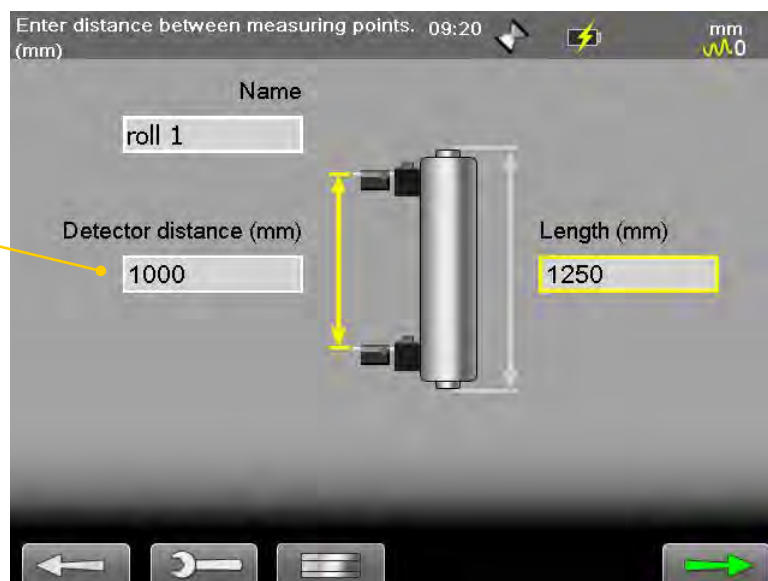 Enter distance between measuring points. 09:20 mm
(mm) 0
Name
roll 1
Detector distance (mm) Length (mm)
1000 1250